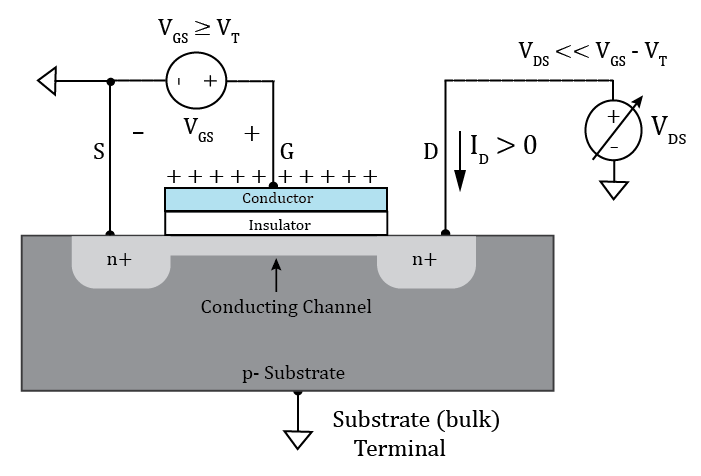 V_GS ≥ V_T
V_DS << V_GS - V_T
- +
V_GS
- +
S
G
D
I_D > 0
+
-
V_DS
+ + + + + + + + + + +
Conductor
Insulator
n+
n+
Conducting Channel
p- Substrate
Substrate (bulk)
Terminal